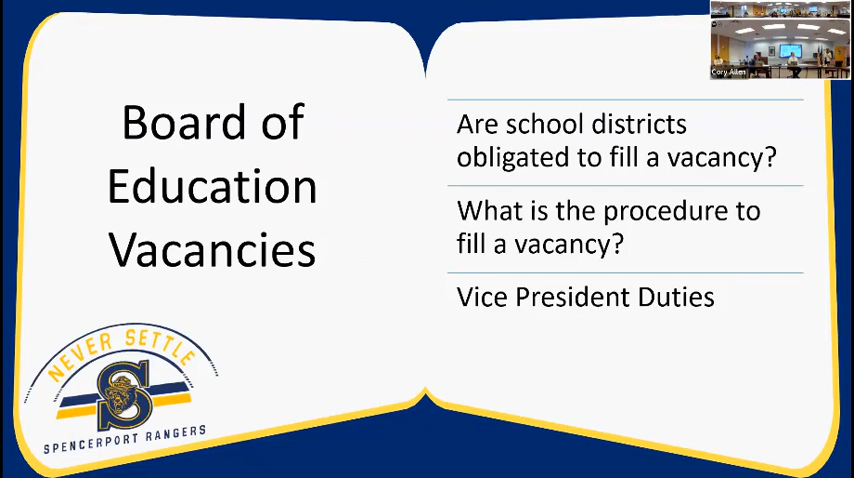 Board of
Education
Vacancies
Are school districts
obligated to fill a vacancy?
What is the procedure to
fill a vacancy?
Vice President Duties
NEVER SETTLE
S
SPENCERPORT RANGERS
Cory Allen